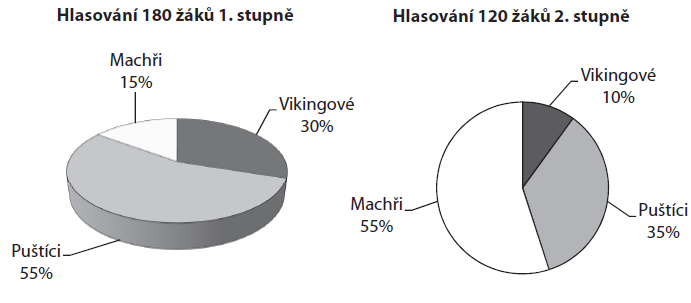 Hlasování 180 žáků 1. stupně
Machři
15%
Vikingové
30%
Puštíci
55%
Hlasování 120 žáků 2. stupně
Vikingové
10%
Machři
55%
Puštíci
35%